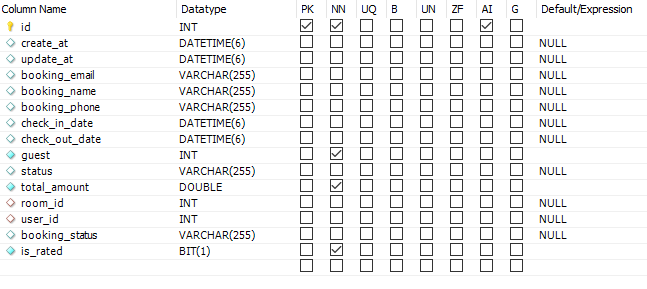 Column Name Datatype PK NN UQ B UN ZF AI G Default/Expression
id INT
create_at DATETIME(6) NULL
update_at DATETIME(6) NULL
booking_email VARCHAR(255) NULL
booking_name VARCHAR(255) NULL
booking_phone VARCHAR(255) NULL
check_in_date DATETIME(6) NULL
check_out_date DATETIME(6) NULL
guest INT
status VARCHAR(255) NULL
total_amount DOUBLE
room_id INT NULL
user_id INT NULL
booking_status VARCHAR(255) NULL
is_rated BIT(1)